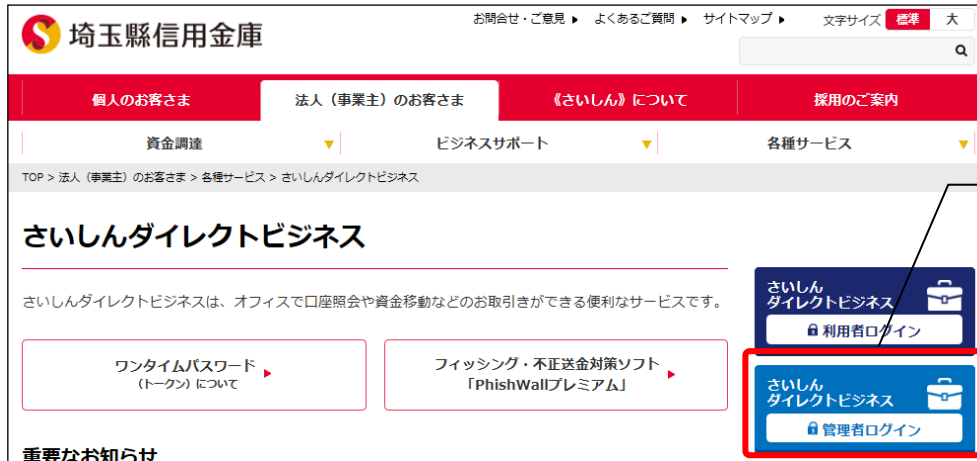 埼玉縣信用金庫
お問合せ・ご意見 よくあるご質問 サイトマップ 文字サイズ 標準 大
個人のお客さま 法人（事業主）のお客さま 《さいしん》について 採用のご案内
資金調達 ビジネスサポート 各種サービス
TOP > 法人（事業主）のお客さま > 各種サービス > さいしんダイレクトビジネス
さいしんダイレクトビジネス
さいしんダイレクトビジネスは、オフィスで口座照会や資金移動などのお取引きができる便利なサービスです。
さいしん
ダイレクトビジネス
利用者ログイン
ワンタイムパスワード
（トークン）について
フィッシング・不正送金対策ソフト
「PhishWallプレミアム」
さいしん
ダイレクトビジネス
管理者ログイン
重要なお知らせ